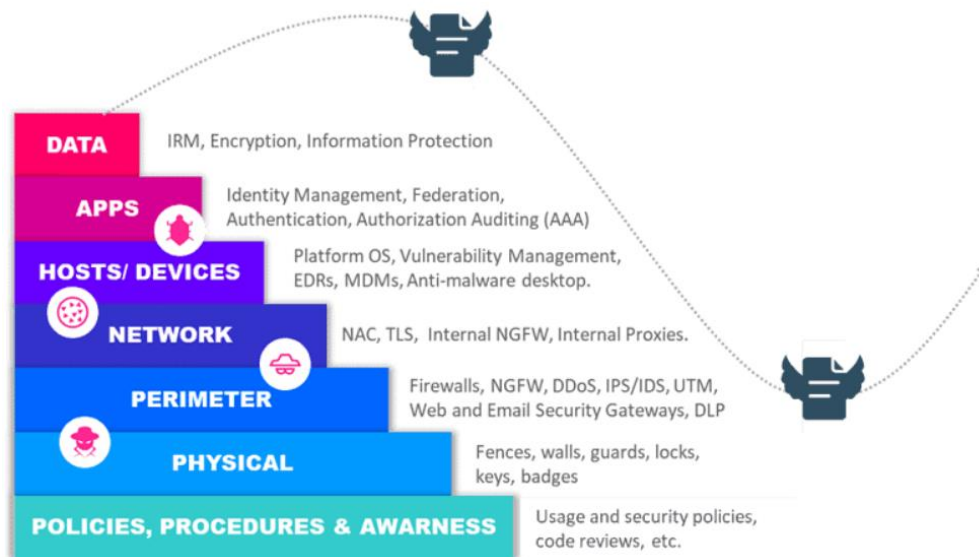 DATA
IRM, Encryption, Information Protection
APPS
Identity Management, Federation,
Authentication, Authorization Auditing (AAA)
HOSTS/ DEVICES
Platform OS, Vulnerability Management,
EDRs, MDMs, Anti-malware desktop.
NETWORK
NAC, TLS, Internal NGFW, Internal Proxies.
PERIMETER
Firewalls, NGFW, DDoS, IPS/IDS, UTM,
Web and Email Security Gateways, DLP
PHYSICAL
Fences, walls, guards, locks,
keys, badges
POLICIES, PROCEDURES & AWARNESS
Usage and security policies,
code reviews, etc.